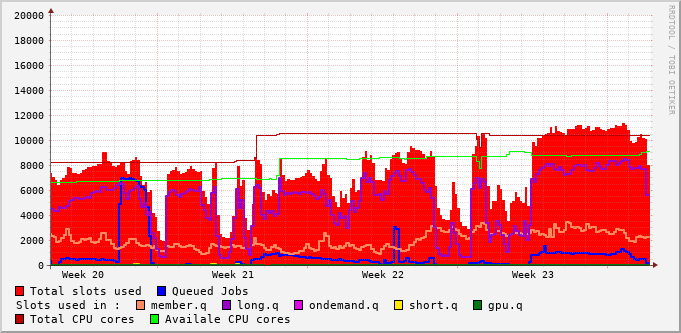 20000
18000
16000
14000
12000
10000
8000
6000
4000
2000
0
Week 20 Week 21 Week 22 Week 23
Total slots used Queued Jobs
Slots used in : member.q long.q ondemand.q short.q gpu.q
Total CPU cores Availale CPU cores
RRDTOOL / TOBI OETIKER